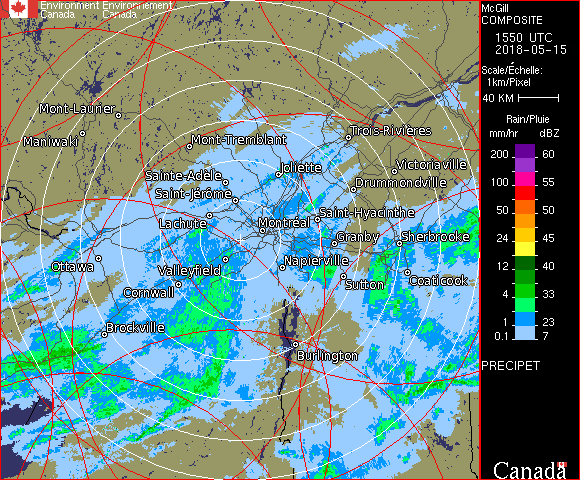 Environment Environnement
Canada Canada
McGill
COMPOSITE
1550 UTC
2018-05-15
Scale/Échelle:
1km/Pixel
40 KM
Rain/Pluie
mm/hr dBZ
200 60
100 55
50 50
24 45
12 40
4 33
1 23
0.1 7
PRECIPET
Canada
Mont-Laurier
Maniwaki
Mont-Tremblant
Trois-Rivières
Sainte-Adèle
Joliette
Victoriaville
Saint-Jérôme
Drummondville
Lachute
Montréal
Saint-Hyacinthe
Granby
Sherbrooke
Ottawa
Valleyfield
Napierville
Cornwall
Sutton
Coaticook
Brockville
Burlington